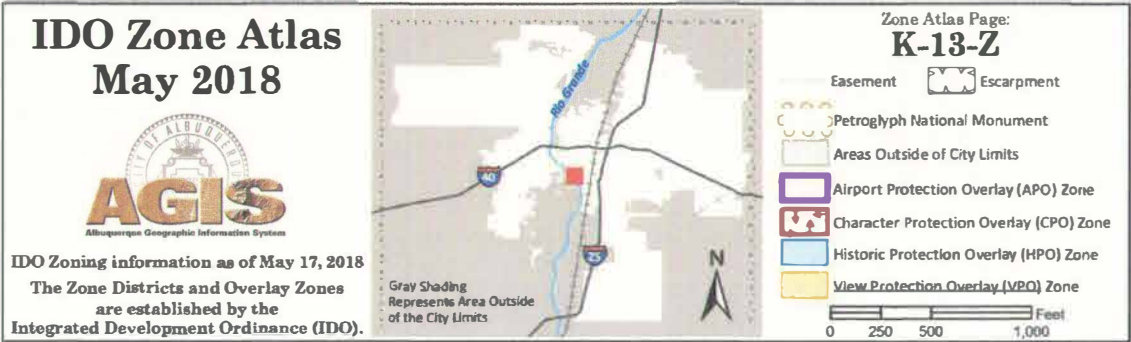 IDO Zone Atlas
May 2018
CITY OF ALBUQUERQUE
AGIS
Albuquerque Geographic Information System
IDO Zoning information as of May 17, 2018
The Zone Districts and Overlay Zones
are established by the
Integrated Development Ordinance (IDO).
Rio Grande
40
25
N
Gray Shading
Represents Area Outside
of the City Limits
Zone Atlas Page:
K-13-Z
Easement
Escarpment
Petroglyph National Monument
Areas Outside of City Limits
Airport Protection Overlay (APO) Zone
Character Protection Overlay (CPO) Zone
Historic Protection Overlay (HPO) Zone
View Protection Overlay (VPO) Zone
Feet
0 250 500 1,000